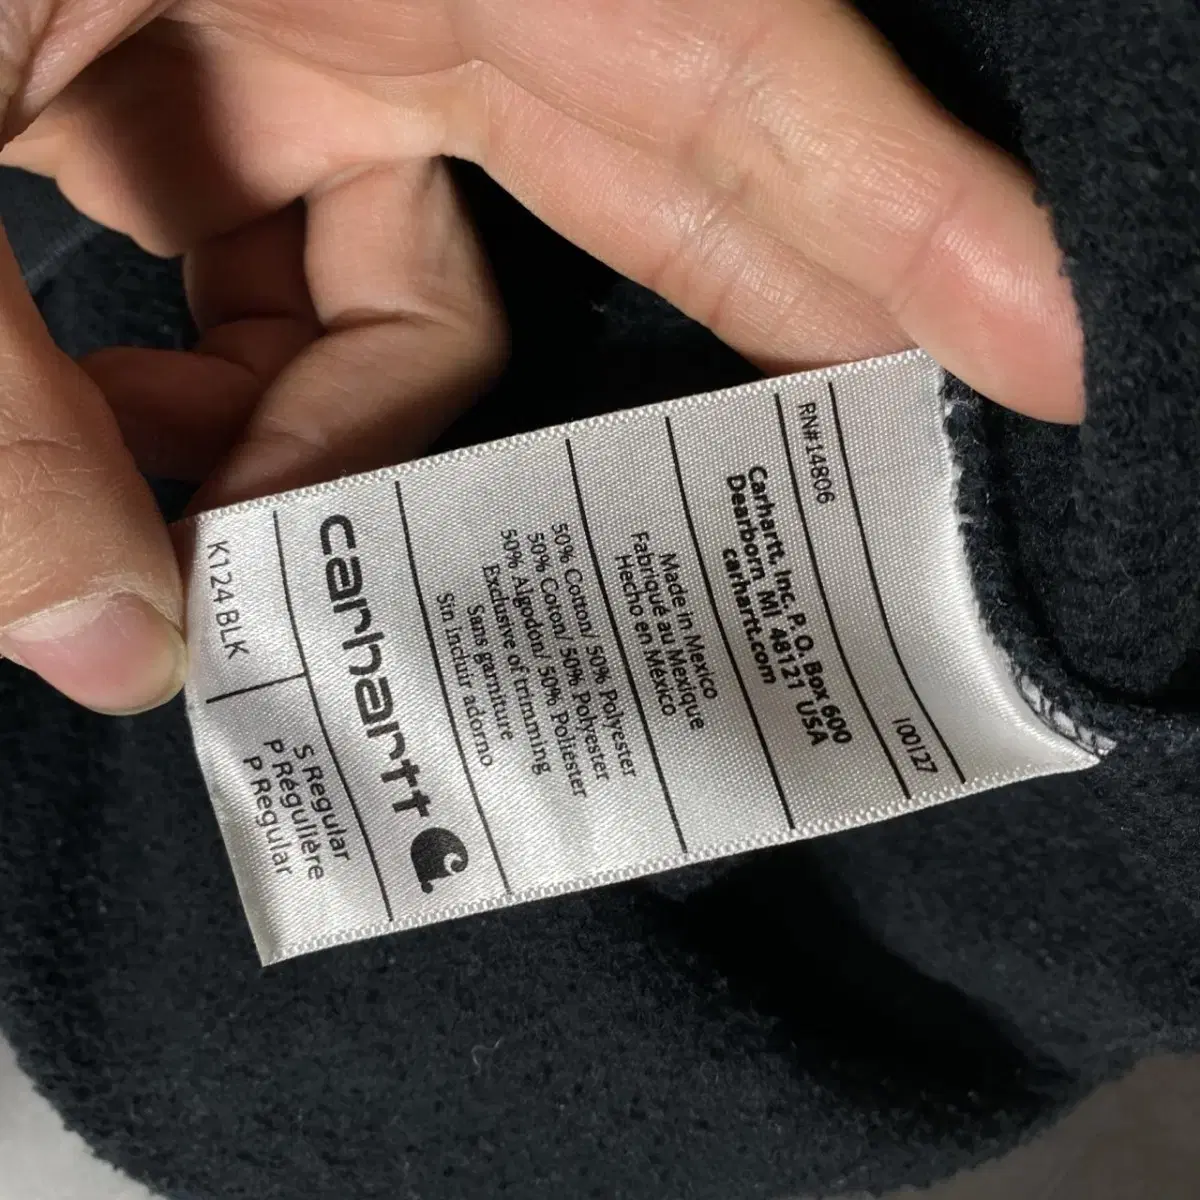 K124 BLK
S Regular
P Régulière
P Regular
carhartt
50% Cotton/ 50% Polyester
50% Coton/ 50% Polyester
50% Algodón/ 50% Poliéster
Exclusive of trimming
Sans garniture
Sin incluir adorno
Made in Mexico
Fabriqué au Mexique
Hecho en México
Carhartt, Inc. P. O. Box 600
Dearborn, MI 48121 USA
carhartt.com
RN#14806
100127